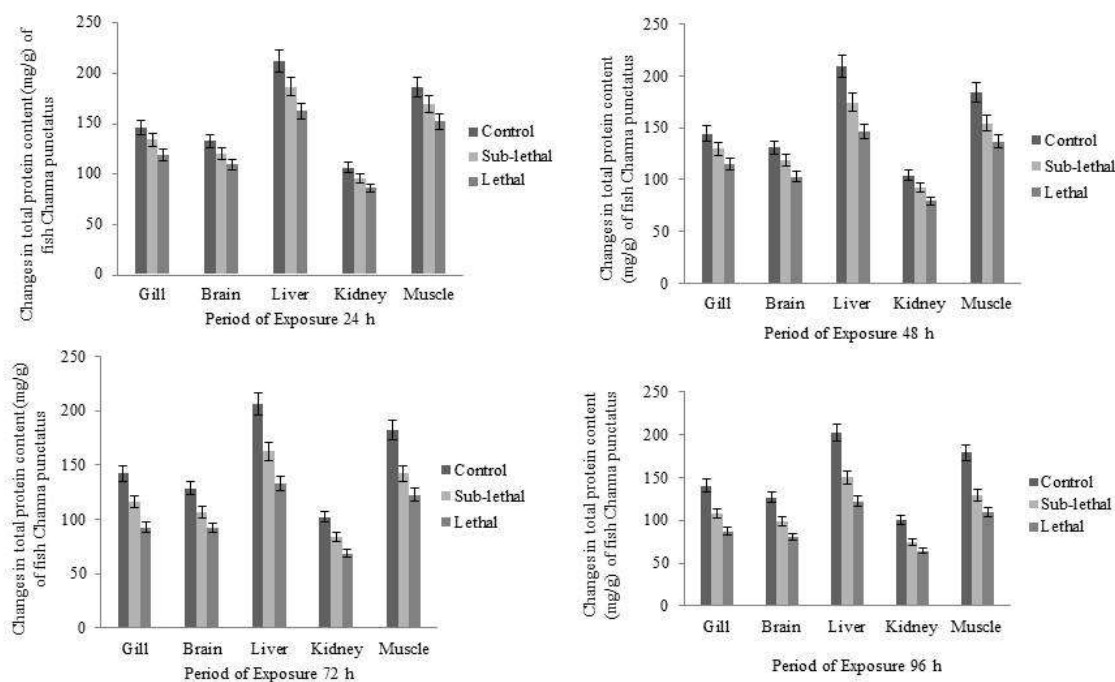 Changes in total protein content (mg/g) of
fish Channa punctatus
250
200
150
100
50
0
Gill Brain Liver Kidney Muscle
Period of Exposure 24 h
Control
Sub-lethal
Lethal
Changes in total protein content
(mg/g) of fish Channa punctatus
250
200
150
100
50
0
Gill Brain Liver Kidney Muscle
Period of Exposure 48 h
Control
Sub-lethal
Lethal
Changes in total protein content (mg/g)
of fish Channa punctatus
250
200
150
100
50
0
Gill Brain Liver Kidney Muscle
Period of Exposure 72 h
Control
Sub-lethal
Lethal
Changes in total protein content
(mg/g) of fish Channa punctatus
250
200
150
100
50
0
Gill Brain Liver Kidney Muscle
Period of Exposure 96 h
Control
Sub-lethal
Lethal